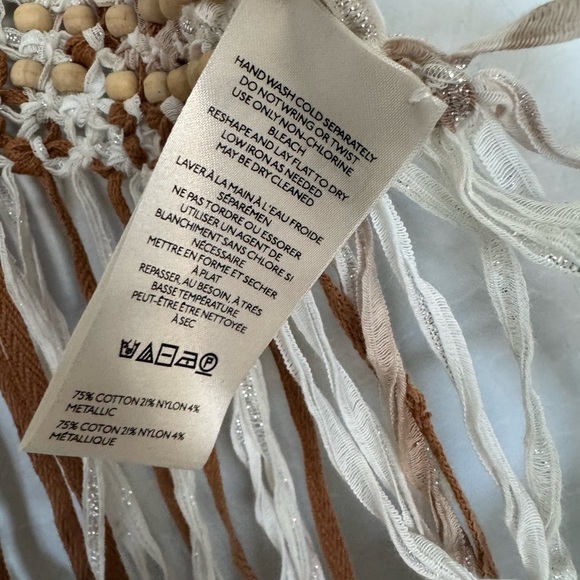 HAND WASH COLD SEPARATELY
DO NOT WRING OR TWIST
USE ONLY NON-CHLORINE
BLEACH
RESHAPE AND LAY FLAT TO DRY
LOW IRON AS NEEDED
MAY BE DRY CLEANED
LAVER À LA MAIN À L'EAU FROIDE
SÉPARÉMEN
NE PAS TORDRE OU ESSORER
UTILISER UN AGENT DE
BLANCHIMENT SANS CHLORE SI
NÉCESSAIRE
METTRE EN FORME ET SECHER
À PLAT
REPASSER, AU BESOIN, À TRÈS
BASSE TEMPÉRATURE
PEUT-ÊTRE ÊTRE NETTOYÉE
À SEC
75% COTTON 21% NYLON 4%
METALLIC
75% COTON 21% NYLON 4%
MÉTALLIQUE